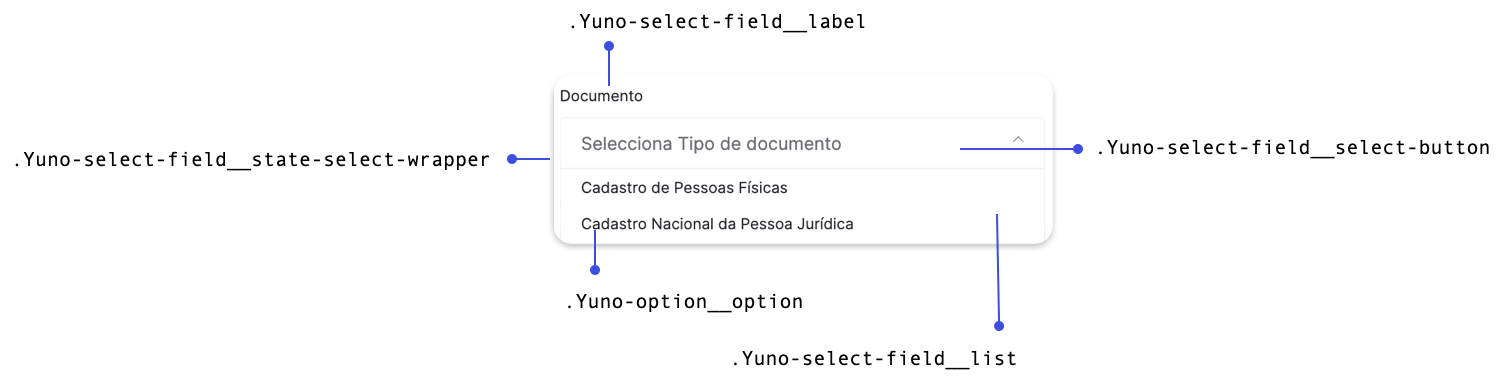 .Yuno-select-field__label
Documento
Selecciona Tipo de documento
.Yuno-select-field__state-select-wrapper
.Yuno-select-field__select-button
Cadastro de Pessoas Físicas
Cadastro Nacional da Pessoa Jurídica
.Yuno-option__option
.Yuno-select-field__list